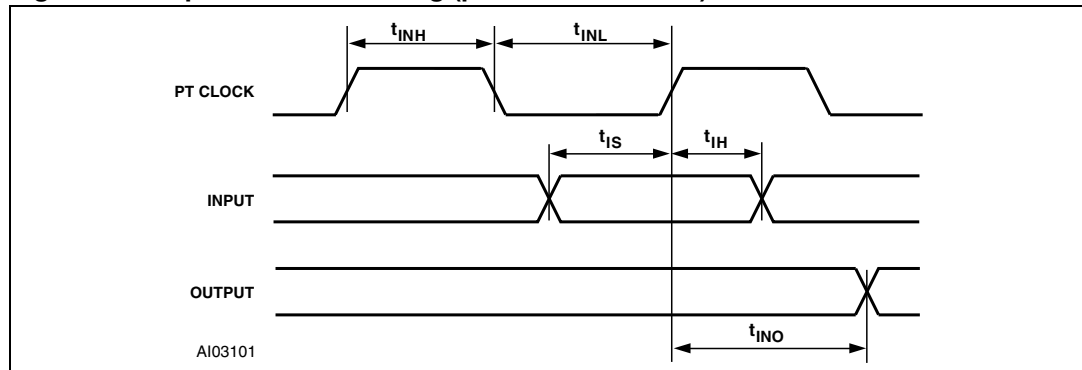 tINH tINL
PT CLOCK
tIS tIH
INPUT
OUTPUT
tINO
AI03101